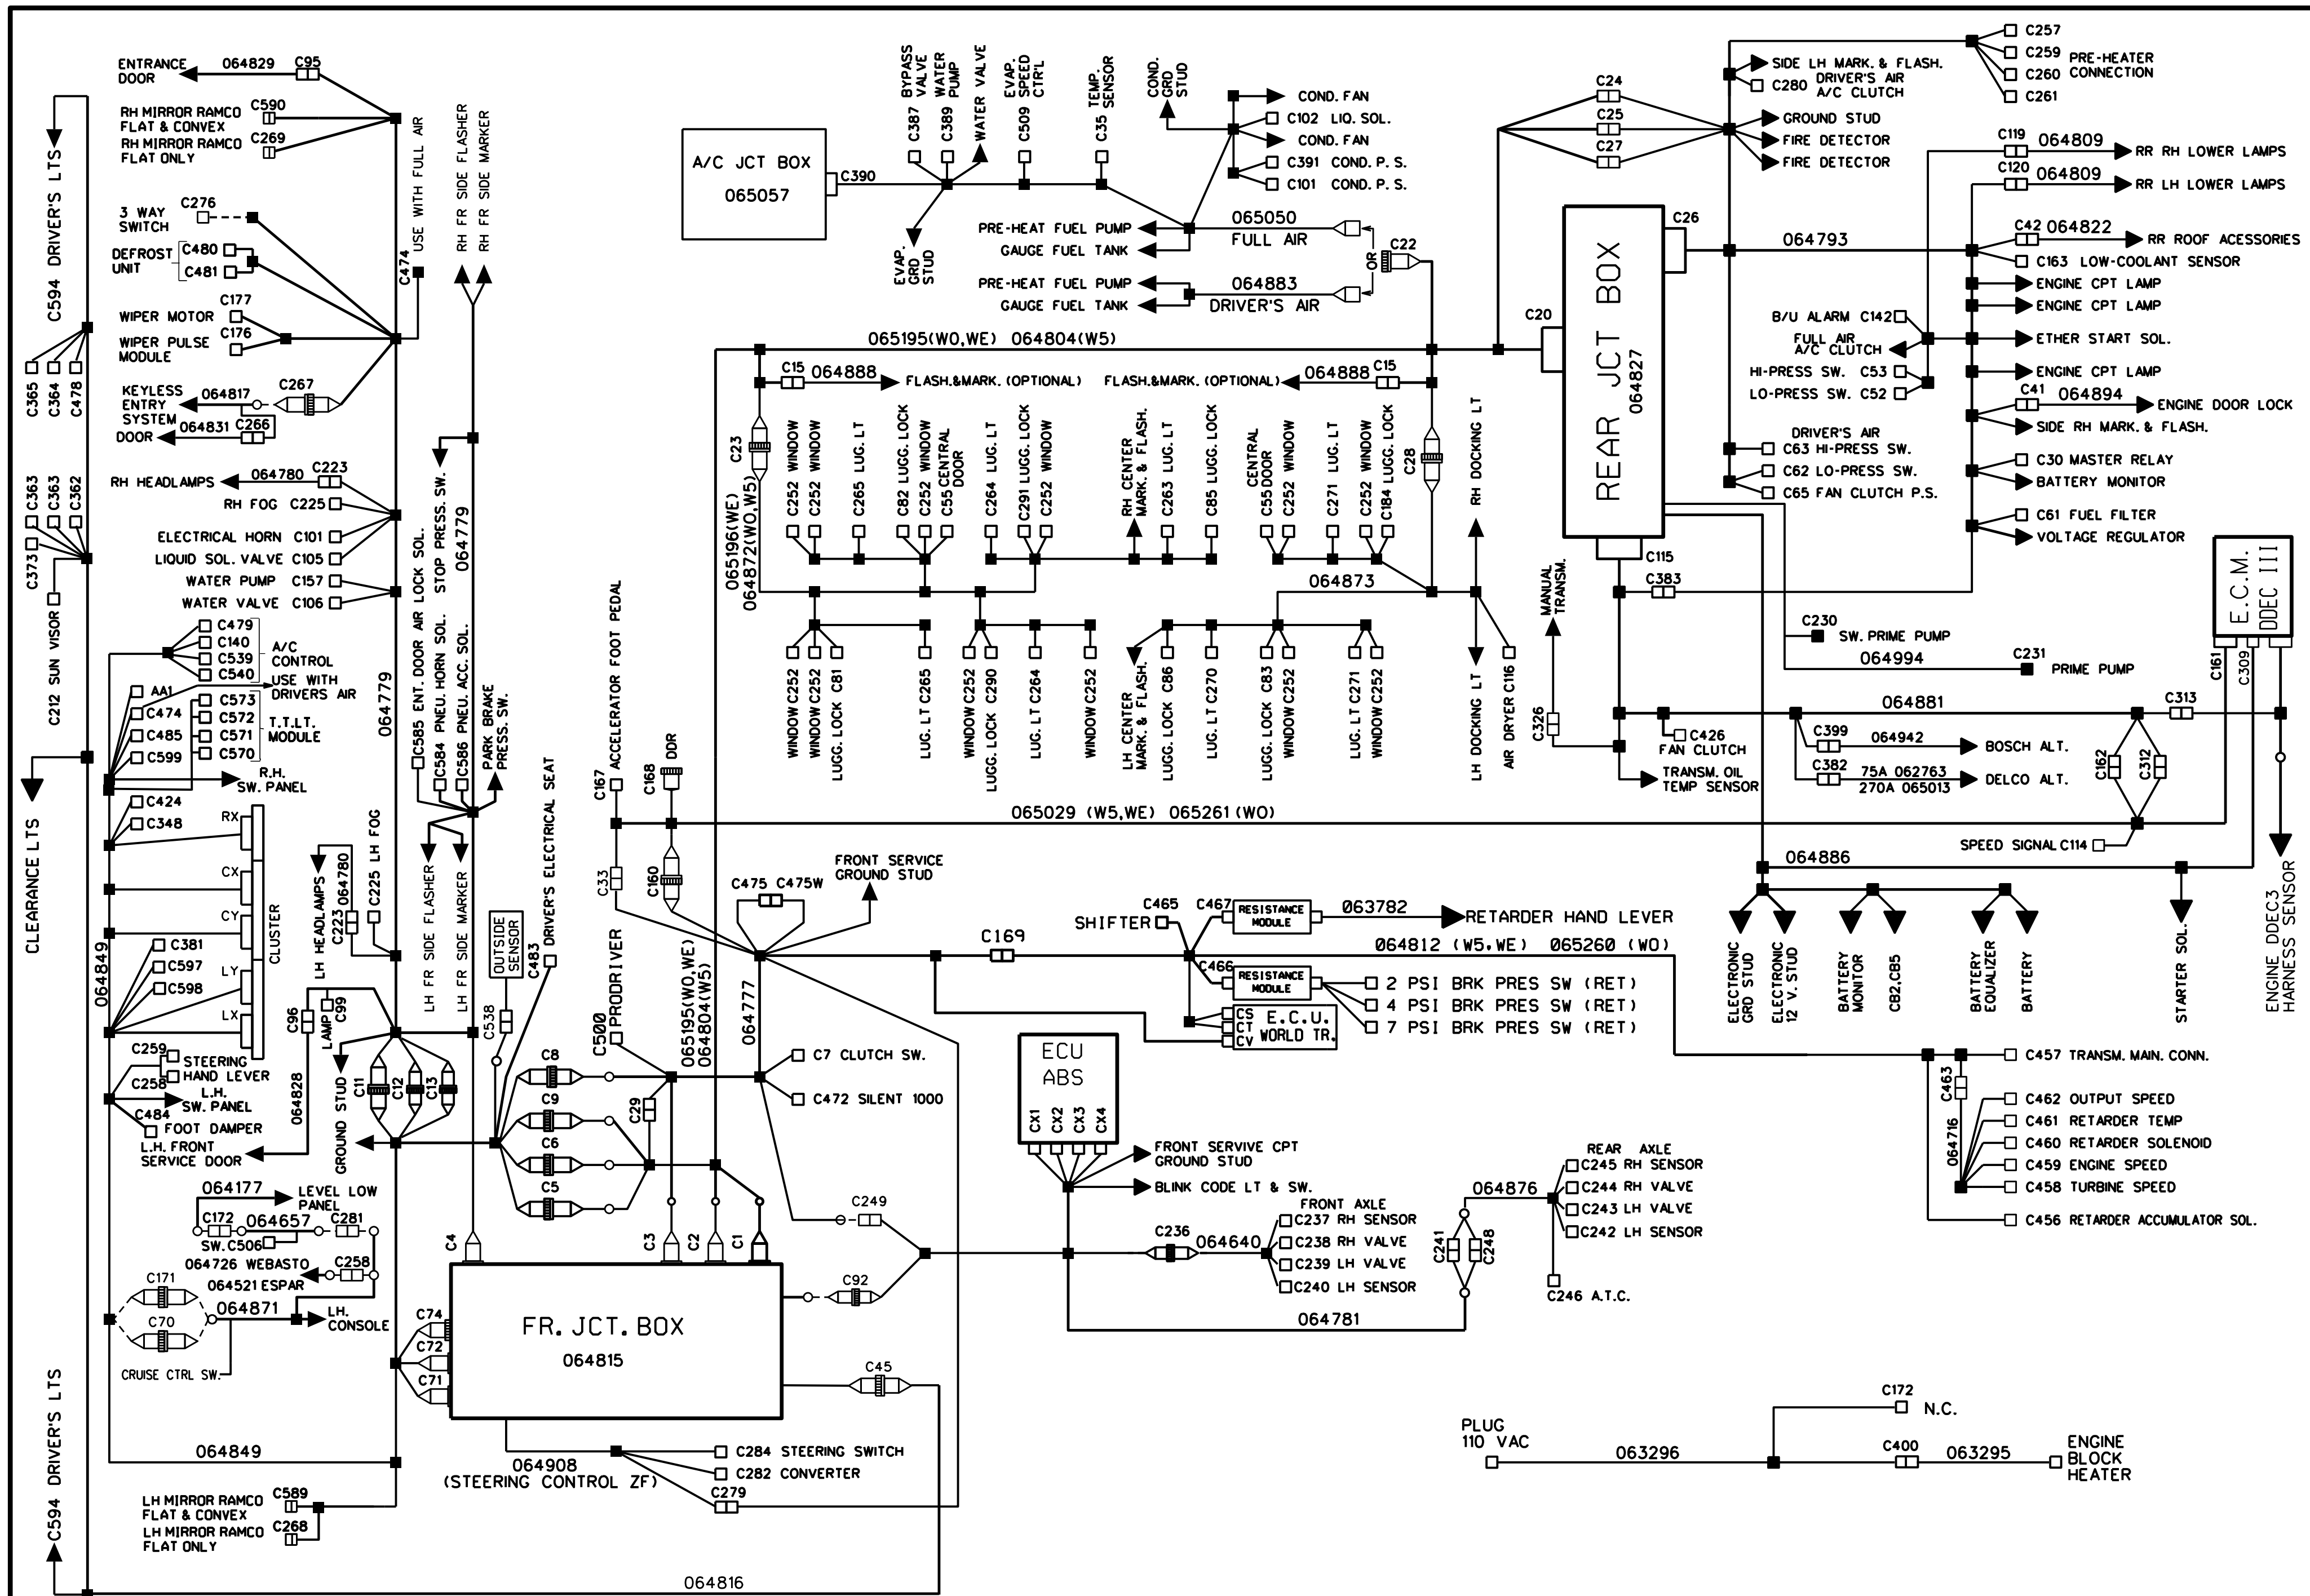 ENTRANCE
DOOR
064829
C95
RH MIRROR RAMCO
FLAT & CONVEX
C590
RH MIRROR RAMCO
FLAT ONLY
C269
C594 DRIVER'S LTS
3 WAY
SWITCH
C276
DEFROST
UNIT
C480
C481
C177
WIPER MOTOR
C176
WIPER PULSE
MODULE
KEYLESS
ENTRY
SYSTEM
064817
C267
DOOR
064831
C266
C474 USE WITH FULL AIR
RH FR SIDE FLASHER
RH FR SIDE MARKER
C365
C364
C478
C373
C363
C363
C362
C212 SUN VISOR
RH HEADLAMPS
064780
C223
RH FOG C225
ELECTRICAL HORN C101
LIQUID SOL. VALVE C105
WATER PUMP C157
WATER VALVE C106
C479
C140
C539
C540
A/C
CONTROL
USE WITH
DRIVERS AIR
AA1
C474
C485
C599
C573
C572
C571
C570
T.T.LT.
MODULE
R.H.
SW. PANEL
C424
C348
RX
CX
CY
LY
LX
CLUSTER
C381
C597
C598
CLEARANCE LTS
064849
064779
064779
C585 ENT. DOOR AIR LOCK SOL.
C584 PNEU. HORN SOL.
C586 PNEU. ACC. SOL.
STOP PRESS. SW.
PARK BRAKE
PRESS. SW.
LH HEADLAMPS
C223 064780
C225 LH FOG
LH FR SIDE FLASHER
LH FR SIDE MARKER
OUTSIDE
SENSOR
C483 DRIVER'S ELECTRICAL SEAT
C538
C96
LAMP C99
064828
GROUND STUD
C11
C12
C13
C259
STEERING
HAND LEVER
C258
L.H.
SW. PANEL
C484
FOOT DAMPER
L.H. FRONT
SERVICE DOOR
064177
LEVEL LOW
PANEL
C172
064657
C281
SW. C506
064726 WEBASTO
C258
064521 ESPAR
C171
064871
C70
LH.
CONSOLE
CRUISE CTRL SW.
064849
C594 DRIVER'S LTS
LH MIRROR RAMCO
FLAT & CONVEX
C589
LH MIRROR RAMCO
FLAT ONLY
C268
064816
A/C JCT BOX
065057
C390
C387 BYPASS
VALVE
C389 WATER
PUMP
WATER VALVE
C509 EVAP.
SPEED
CTR'L
C35 TEMP.
SENSOR
EVAP.
GRD
STUD
COND.
GRD
STUD
COND. FAN
C102 LIQ. SOL.
COND. FAN
C391 COND. P. S.
C101 COND. P. S.
PRE-HEAT FUEL PUMP
GAUGE FUEL TANK
065050
FULL AIR
PRE-HEAT FUEL PUMP
GAUGE FUEL TANK
064883
DRIVER'S AIR
OR
C22
065195(WO,WE) 064804(W5)
C15
064888
FLASH.&MARK. (OPTIONAL)
FLASH.&MARK. (OPTIONAL)
064888
C15
C23
065196(WE)
064872(WO,W5)
C252 WINDOW
C252 WINDOW
C265 LUG. LT
C82 LUGG. LOCK
C252 WINDOW
C55 CENTRAL
DOOR
C264 LUG. LT
C291 LUGG. LOCK
C252 WINDOW
RH CENTER
MARK. & FLASH.
C263 LUG. LT
C85 LUGG. LOCK
CENTRAL
C55 DOOR
C252 WINDOW
C271 LUG. LT
C252 WINDOW
C184 LUGG. LOCK
C28
RH DOCKING LT
064873
WINDOW C252
WINDOW C252
LUGG. LOCK C81
LUG. LT C265
WINDOW C252
LUGG. LOCK C290
LUG. LT C264
WINDOW C252
LH CENTER
MARK. & FLASH.
LUGG. LOCK C86
LUG. LT C270
LUGG. LOCK C83
WINDOW C252
LUG. LT C271
WINDOW C252
LH DOCKING LT
AIR DRYER C116
C24
C25
C27
C20
REAR JCT BOX
064827
C26
C115
C383
MANUAL
TRANSM.
C326
SIDE LH MARK. & FLASH.
C280 DRIVER'S AIR
A/C CLUTCH
GROUND STUD
FIRE DETECTOR
FIRE DETECTOR
C257
C259
C260
C261
PRE-HEATER
CONNECTION
C119
064809
RR RH LOWER LAMPS
C120
064809
RR LH LOWER LAMPS
064793
C42 064822
RR ROOF ACESSORIES
C163 LOW-COOLANT SENSOR
ENGINE CPT LAMP
ENGINE CPT LAMP
B/U ALARM C142
FULL AIR
A/C CLUTCH
ETHER START SOL.
HI-PRESS SW. C53
LO-PRESS SW. C52
ENGINE CPT LAMP
C41
064894
ENGINE DOOR LOCK
SIDE RH MARK. & FLASH.
DRIVER'S AIR
C63 HI-PRESS SW.
C62 LO-PRESS SW.
C65 FAN CLUTCH P.S.
C30 MASTER RELAY
BATTERY MONITOR
C61 FUEL FILTER
VOLTAGE REGULATOR
E.C.M.
DDEC III
C161
C309
C230
SW. PRIME PUMP
064994
C231
PRIME PUMP
064881
C313
C426
FAN CLUTCH
C399
064942
BOSCH ALT.
C382
75A 062763
270A 065013
DELCO ALT.
TRANSM. OIL
TEMP SENSOR
C162
C312
SPEED SIGNAL C114
064886
ELECTRONIC
GRD STUD
ELECTRONIC
12 V. STUD
BATTERY
MONITOR
CB2,CB5
BATTERY
EQUALIZER
BATTERY
STARTER SOL.
ENGINE DDEC3
HARNESS SENSOR
C167 ACCELERATOR FOOT PEDAL
C168 DDR
065029 (W5,WE) 065261 (WO)
C33
C160
C475
C475W
FRONT SERVICE
GROUND STUD
C169
SHIFTER
C465
C467
RESISTANCE
MODULE
063782
RETARDER HAND LEVER
064812 (W5,WE) 065260 (WO)
C466
RESISTANCE
MODULE
2 PSI BRK PRES SW (RET)
4 PSI BRK PRES SW (RET)
7 PSI BRK PRES SW (RET)
CS
CT
CV
E.C.U.
WORLD TR.
C500 PRODRIVER
065195(WO,WE)
064804(W5)
064777
C7 CLUTCH SW.
C472 SILENT 1000
C8
C9
C6
C5
C29
C4
C3
C2
C1
C249
C92
C45
C74
C72
C71
FR. JCT. BOX
064815
064908
(STEERING CONTROL ZF)
C284 STEERING SWITCH
C282 CONVERTER
C279
ECU
ABS
CX1
CX2
CX3
CX4
FRONT SERVIVE CPT
GROUND STUD
BLINK CODE LT & SW.
C236
064640
FRONT AXLE
C237 RH SENSOR
C238 RH VALVE
C239 LH VALVE
C240 LH SENSOR
064781
C241
C248
064876
REAR AXLE
C245 RH SENSOR
C244 RH VALVE
C243 LH VALVE
C242 LH SENSOR
C246 A.T.C.
C457 TRANSM. MAIN. CONN.
C463
064716
C462 OUTPUT SPEED
C461 RETARDER TEMP
C460 RETARDER SOLENOID
C459 ENGINE SPEED
C458 TURBINE SPEED
C456 RETARDER ACCUMULATOR SOL.
PLUG
110 VAC
063296
C172
N.C.
C400
063295
ENGINE
BLOCK
HEATER